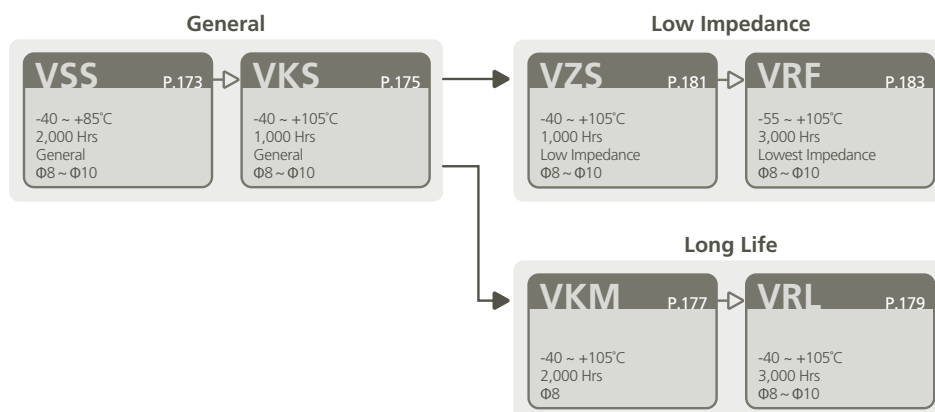 General
VSS P.173
-40 ~ +85℃
2,000 Hrs
General
Φ8 ~ Φ10
VKS P.175
-40 ~ +105℃
1,000 Hrs
General
Φ8 ~ Φ10
Low Impedance
VZS P.181
-40 ~ +105℃
1,000 Hrs
Low Impedance
Φ8 ~ Φ10
VRF P.183
-55 ~ +105℃
3,000 Hrs
Lowest Impedance
Φ8 ~ Φ10
Long Life
VKM P.177
-40 ~ +105℃
2,000 Hrs
Φ8
VRL P.179
-40 ~ +105℃
3,000 Hrs
Φ8 ~ Φ10